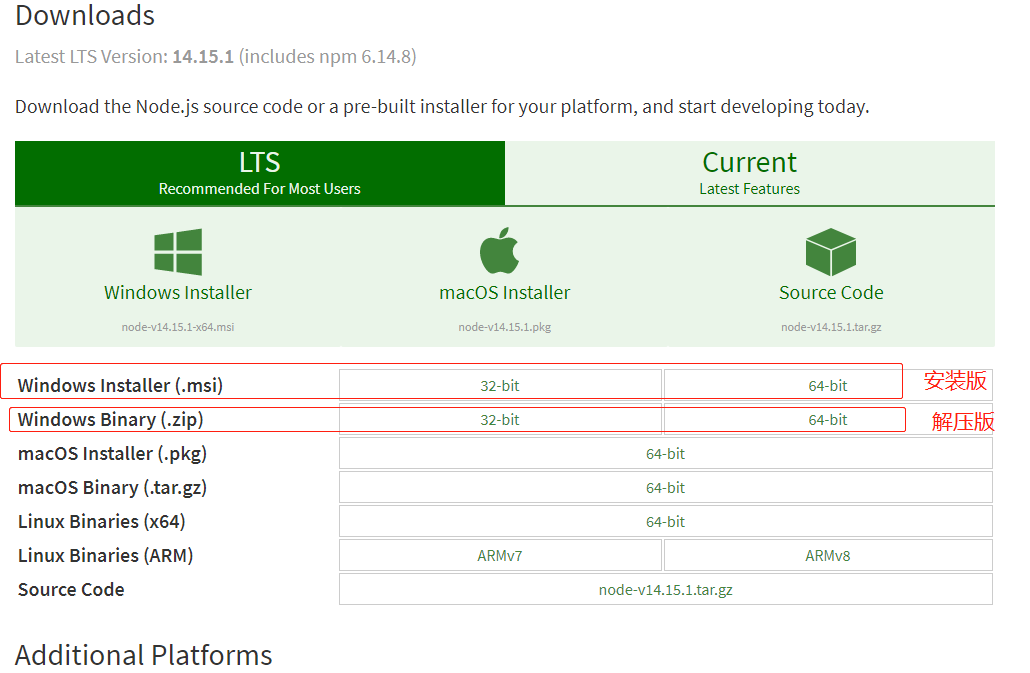 Downloads
Latest LTS Version: 14.15.1 (includes npm 6.14.8)
Download the Node.js source code or a pre-built installer for your platform, and start developing today.
LTS
Recommended For Most Users
Current
Latest Features
Windows Installer
node-v14.15.1-x64.msi
macOS Installer
node-v14.15.1.pkg
Source Code
node-v14.15.1.tar.gz
Windows Installer (.msi) 32-bit 64-bit 安装版
Windows Binary (.zip) 32-bit 64-bit 解压版
macOS Installer (.pkg) 64-bit
macOS Binary (.tar.gz) 64-bit
Linux Binaries (x64) 64-bit
Linux Binaries (ARM) ARMv7 ARMv8
Source Code node-v14.15.1.tar.gz
Additional Platforms